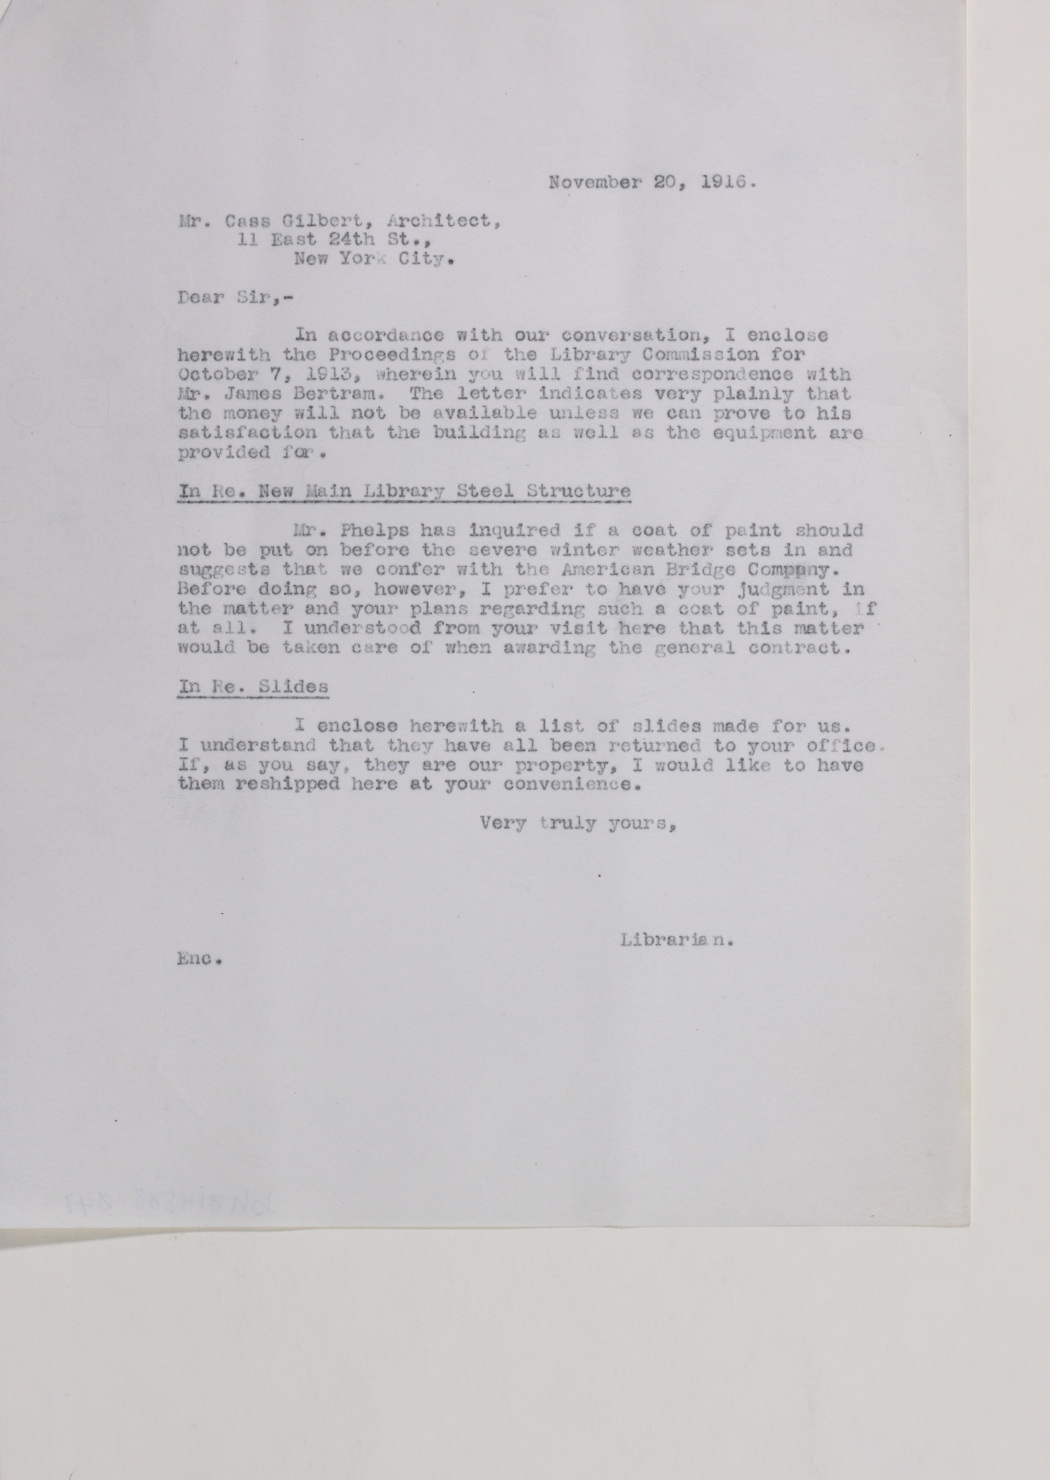 November 20, 1916.
Mr. Cass Gilbert, Architect,
11 East 24th St.,
New York City.
Dear Sir,-
In accordance with our conversation, I enclose
herewith the Proceedings of the Library Commission for
October 7, 1913, wherein you will find correspondence with
Mr. James Bertram. The letter indicates very plainly that
the money will not be available unless we can prove to his
satisfaction that the building as well as the equipment are
provided for.
In Re. New Main Library Steel Structure
Mr. Phelps has inquired if a coat of paint should
not be put on before the severe winter weather sets in and
suggests that we confer with the American Bridge Company.
Before doing so, however, I prefer to have your judgment in
the matter and your plans regarding such a coat of paint, if
at all. I understood from your visit here that this matter
would be taken care of when awarding the general contract.
In Re. Slides
I enclose herewith a list of slides made for us.
I understand that they have all been returned to your office.
If, as you say, they are our property, I would like to have
them reshipped here at your convenience.
Very truly yours,
Librarian.
Enc.